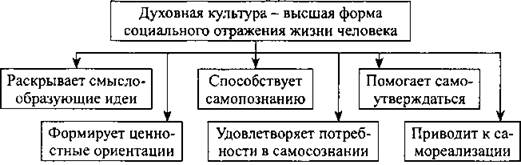 Духовная культура – высшая форма
социального отражения жизни человека
Раскрывает смысло-
образующие идеи
Способствует
самопознанию
Помогает само-
утверждаться
Формирует ценно-
стные ориентации
Удовлетворяет потреб-
ности в самосознании
Приводит к са-
мореализации